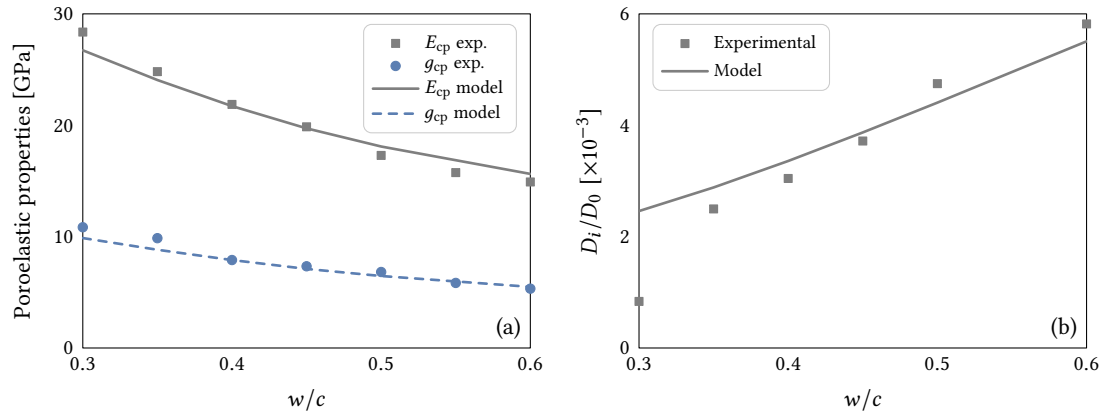 Poroelastic properties [GPa]
30
20
10
0
0.3
0.4
0.5
0.6
w/c
E_cp exp.
g_cp exp.
E_cp model
g_cp model
(a)
D_i/D_0 [×10⁻³]
6
4
2
0
0.3
0.4
0.5
0.6
w/c
Experimental
Model
(b)